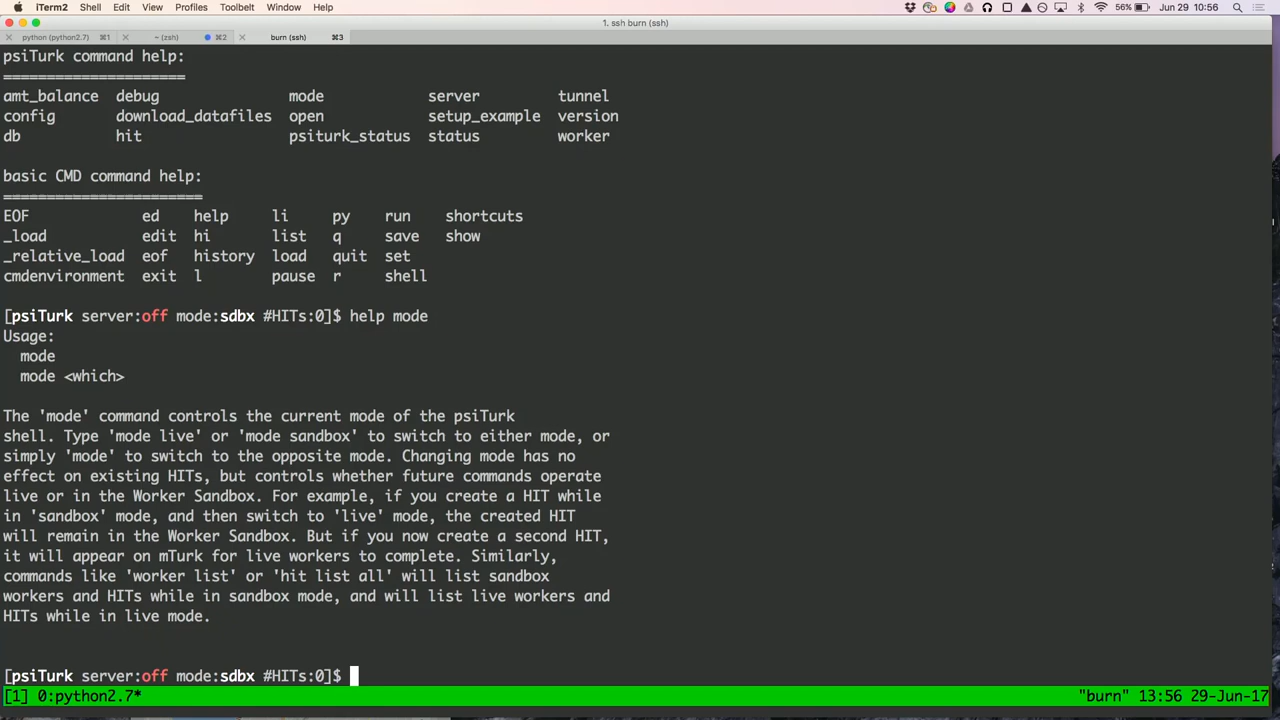 iTerm2 Shell Edit View Profiles Toolbelt Window Help 56% Jun 29 10:56
1. ssh burn (ssh)
python (python2.7) ⌘1 ~ (zsh) ⌘2 burn (ssh) ⌘3
psiTurk command help:
=====================
amt_balance debug mode server tunnel
config download_datafiles open setup_example version
db hit psiturk_status status worker
basic CMD command help:
=======================
EOF ed help li py run shortcuts
_load edit hi list q save show
_relative_load eof history load quit set
cmdenvironment exit l pause r shell
[psiTurk server:off mode:sdbx #HITs:0]$ help mode
Usage:
mode
mode <which>
The 'mode' command controls the current mode of the psiTurk
shell. Type 'mode live' or 'mode sandbox' to switch to either mode, or
simply 'mode' to switch to the opposite mode. Changing mode has no
effect on existing HITs, but controls whether future commands operate
live or in the Worker Sandbox. For example, if you create a HIT while
in 'sandbox' mode, and then switch to 'live' mode, the created HIT
will remain in the Worker Sandbox. But if you now create a second HIT,
it will appear on mTurk for live workers to complete. Similarly,
commands like 'worker list' or 'hit list all' will list sandbox
workers and HITs while in sandbox mode, and will list live workers and
HITs while in live mode.
[psiTurk server:off mode:sdbx #HITs:0]$
[1] 0:python2.7* "burn" 13:56 29-Jun-17